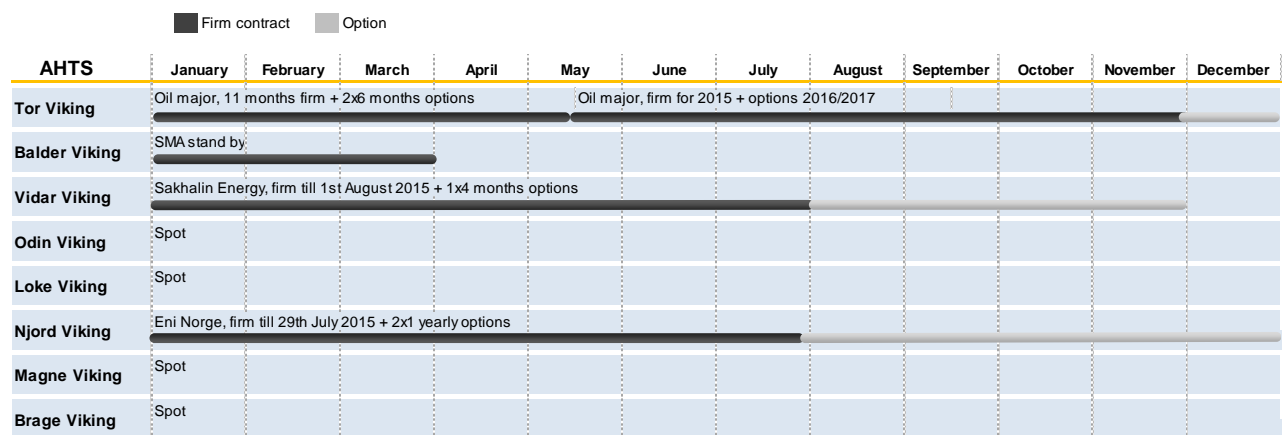 Firm contract Option
AHTS January February March April May June July August September October November December
Tor Viking Oil major, 11 months firm + 2x6 months options Oil major, firm for 2015 + options 2016/2017
Balder Viking SMA stand by
Vidar Viking Sakhalin Energy, firm till 1st August 2015 + 1x4 months options
Odin Viking Spot
Loke Viking Spot
Njord Viking Eni Norge, firm till 29th July 2015 + 2x1 yearly options
Magne Viking Spot
Brage Viking Spot